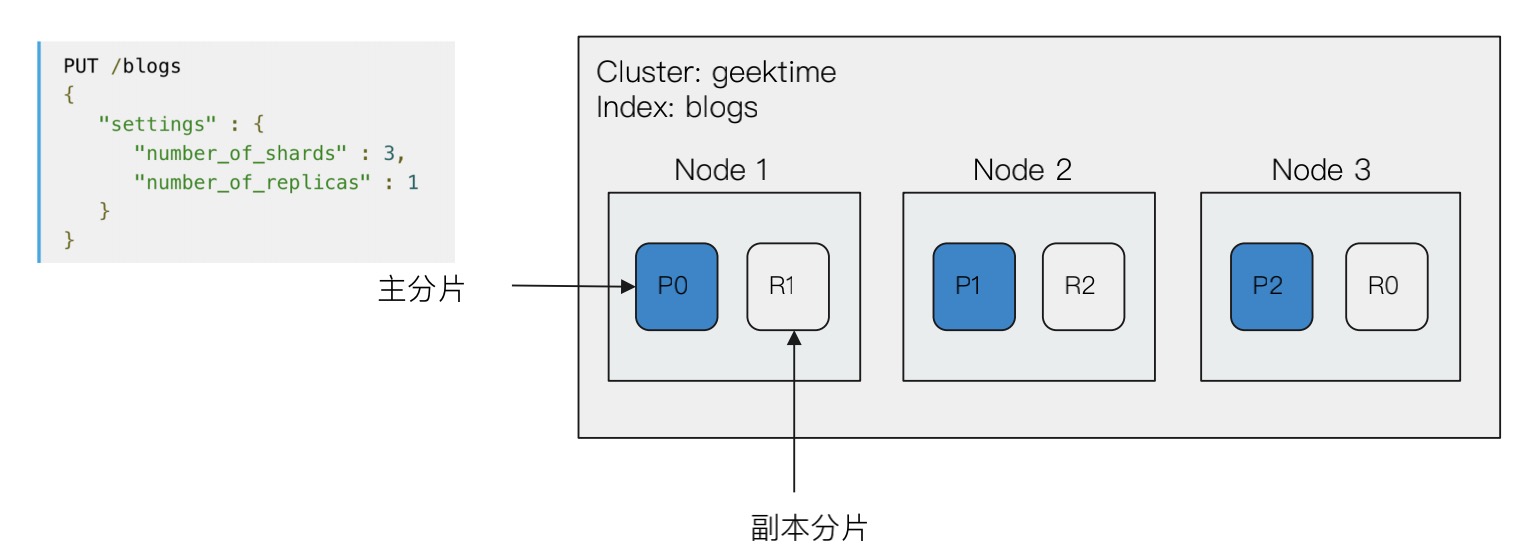 PUT /blogs
{
"settings" : {
"number_of_shards" : 3,
"number_of_replicas" : 1
}
}
主分片
Cluster: geektime
Index: blogs
Node 1
Node 2
Node 3
P0
R1
P1
R2
P2
R0
副本分片